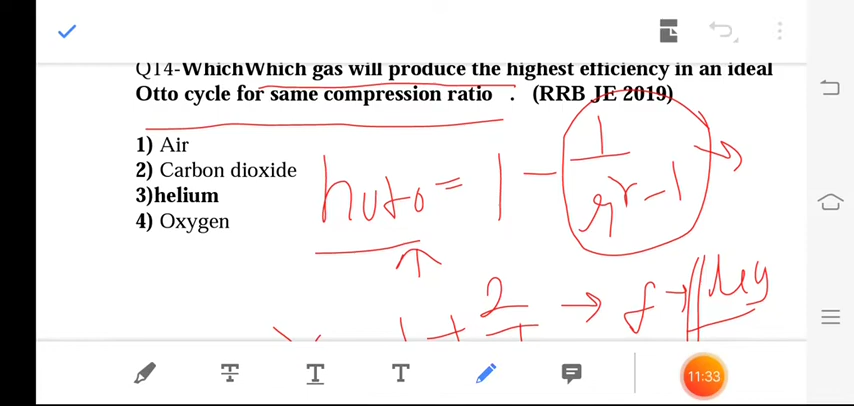 Q14-WhichWhich gas will produce the highest efficiency in an ideal
Otto cycle for same compression ratio . (RRB JE 2019)
1) Air
2) Carbon dioxide
3)helium
4) Oxygen
= 1 - 1 / r^γ - 1
1 + 2 → f →
T T T
11:33